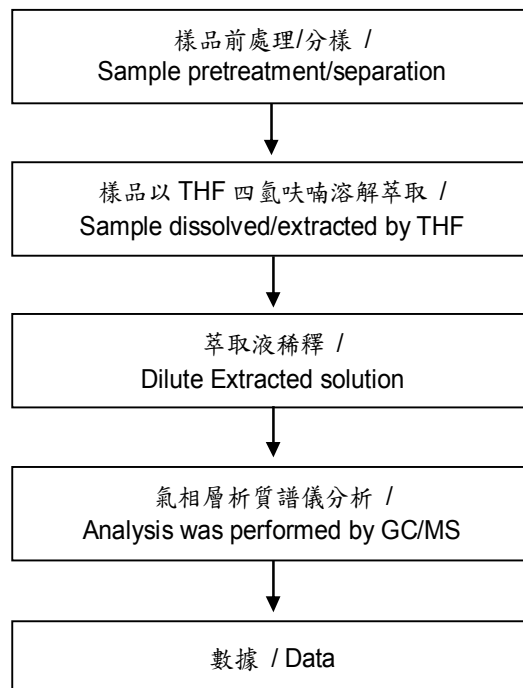 樣品前處理/分樣 /
Sample pretreatment/separation
樣品以 THF 四氫呋喃溶解萃取 /
Sample dissolved/extracted by THF
萃取液稀釋 /
Dilute Extracted solution
氣相層析質譜儀分析 /
Analysis was performed by GC/MS
數據 / Data